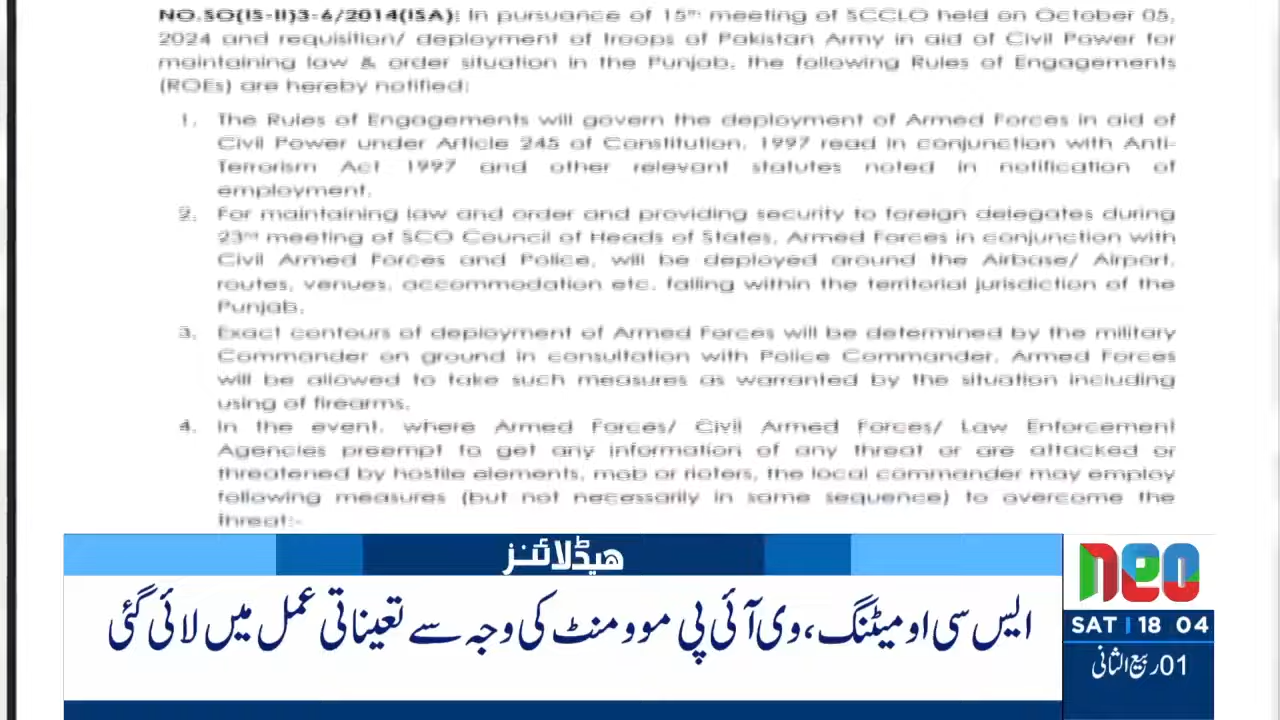 NO.SO(IS-II)3-6/2014(ISA): In pursuance of 15th meeting of SCCLO held on October 05,
2024 and requisition/ deployment of troops of Pakistan Army in aid of Civil Power for
maintaining law & order situation in the Punjab, the following Rules of Engagements
(ROEs) are hereby notified:
1. The Rules of Engagements will govern the deployment of Armed Forces in aid of
Civil Power under Article 245 of Constitution, 1997 read in conjunction with Anti-
Terrorism Act 1997 and other relevant statutes noted in notification of
employment.
2. For maintaining law and order and providing security to foreign delegates during
23rd meeting of SCO Council of Heads of States, Armed Forces in conjunction with
Civil Armed Forces and Police, will be deployed around the Airbase/ Airport,
routes, venues, accommodation etc. falling within the territorial jurisdiction of the
Punjab.
3. Exact contours of deployment of Armed Forces will be determined by the military
Commander on ground in consultation with Police Commander. Armed Forces
will be allowed to take such measures as warranted by the situation including
using of firearms.
4. In the event, where Armed Forces/ Civil Armed Forces/ Law Enforcement
Agencies preempt to get any information of any threat or are attacked or
threatened by hostile elements, mob or rioters, the local commander may employ
following measures (but not necessarily in same sequence) to overcome the
threat:-
ہیڈلائنز
ایس سی او میٹنگ، وی آئی پی موومنٹ کی وجہ سے تعیناتی عمل میں لائی گئی
neo
SAT | 18 04
01 ربیع الثانی